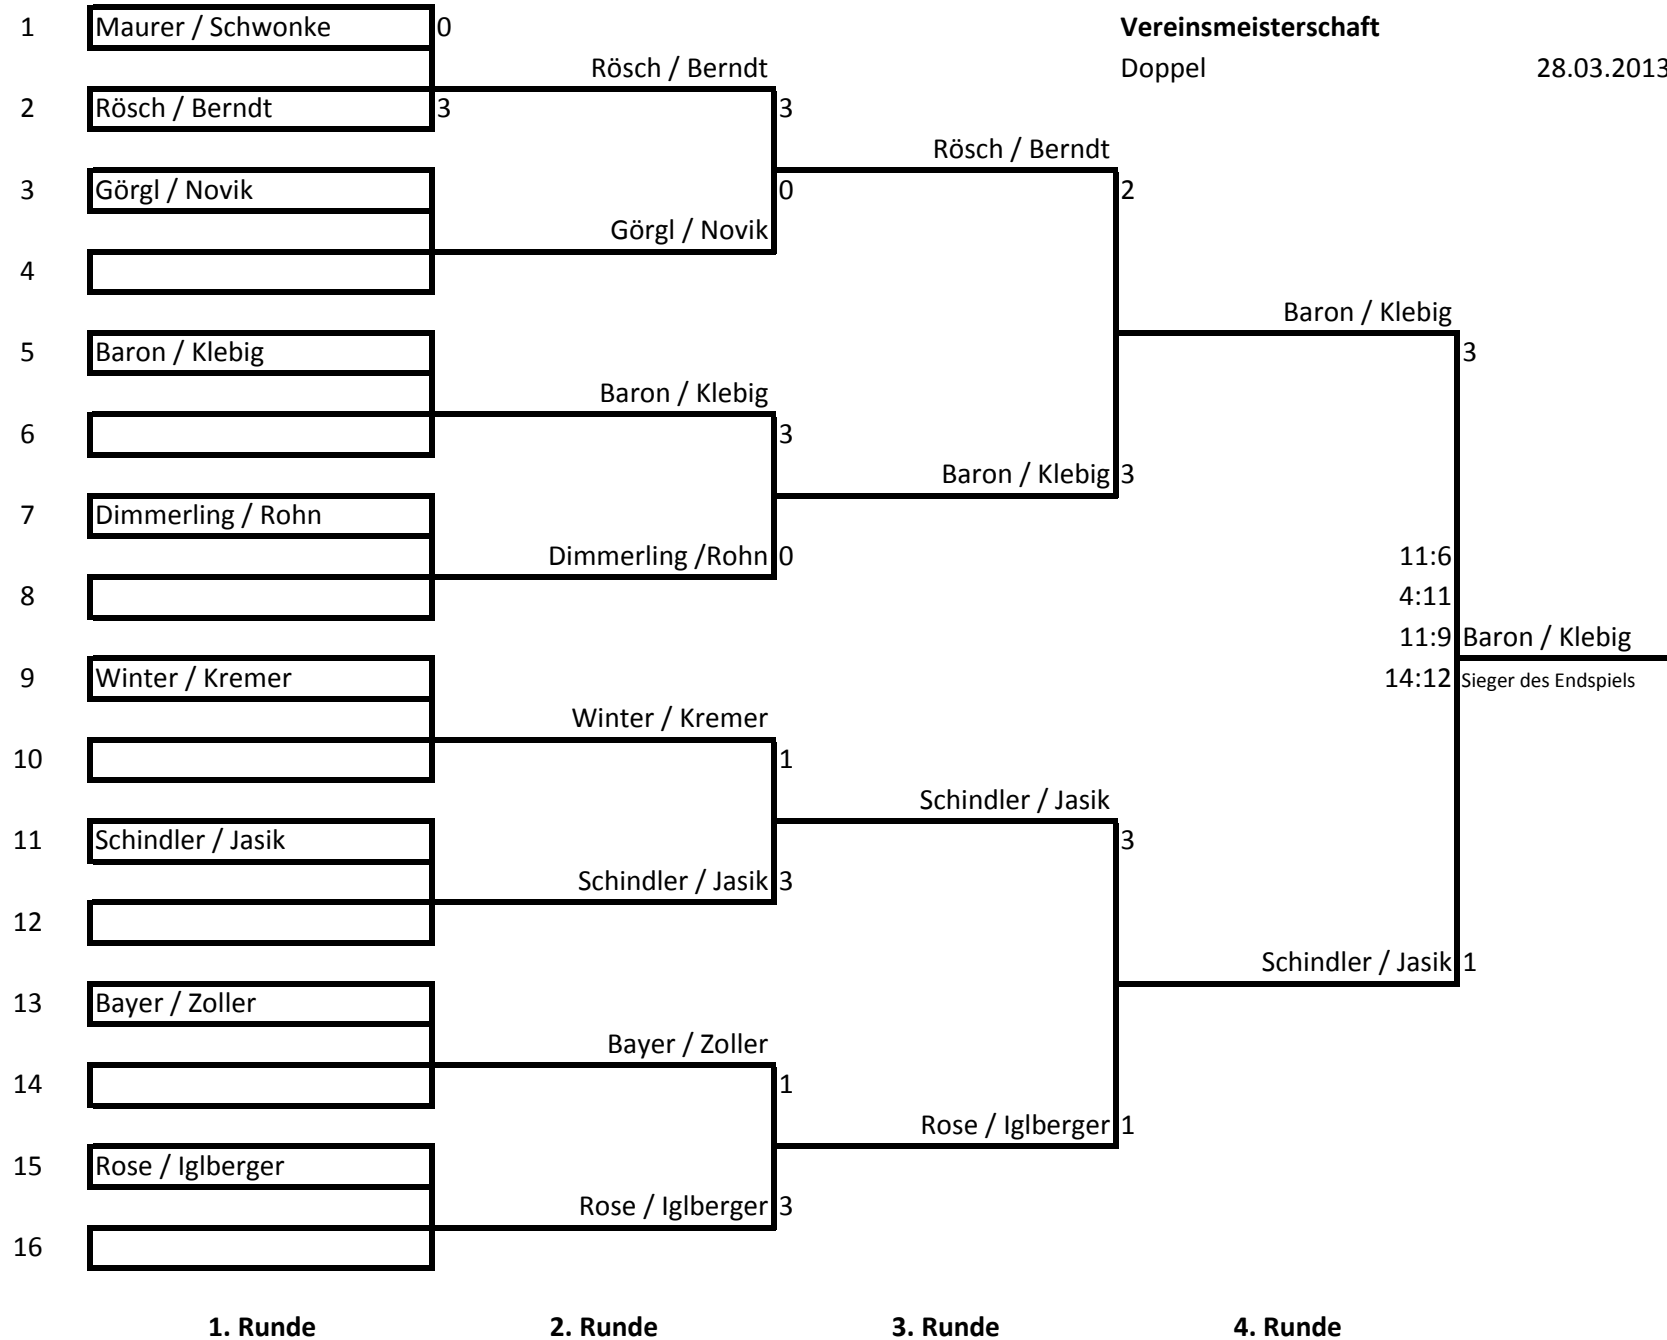 1 Maurer / Schwonke 0 Vereinsmeisterschaft
Rösch / Berndt Doppel 28.03.2013
2 Rösch / Berndt 3 3
Rösch / Berndt
3 Görgl / Novik 0 2
Görgl / Novik
4
Baron / Klebig
5 Baron / Klebig 3
Baron / Klebig
6 3
Baron / Klebig 3
7 Dimmerling / Rohn
Dimmerling /Rohn 0 11:6
8 4:11
11:9 Baron / Klebig
9 Winter / Kremer 14:12 Sieger des Endspiels
Winter / Kremer
10 1
Schindler / Jasik
11 Schindler / Jasik 3
Schindler / Jasik 3
12
Schindler / Jasik 1
13 Bayer / Zoller
Bayer / Zoller
14 1
Rose / Iglberger 1
15 Rose / Iglberger
Rose / Iglberger 3
16
1. Runde 2. Runde 3. Runde 4. Runde